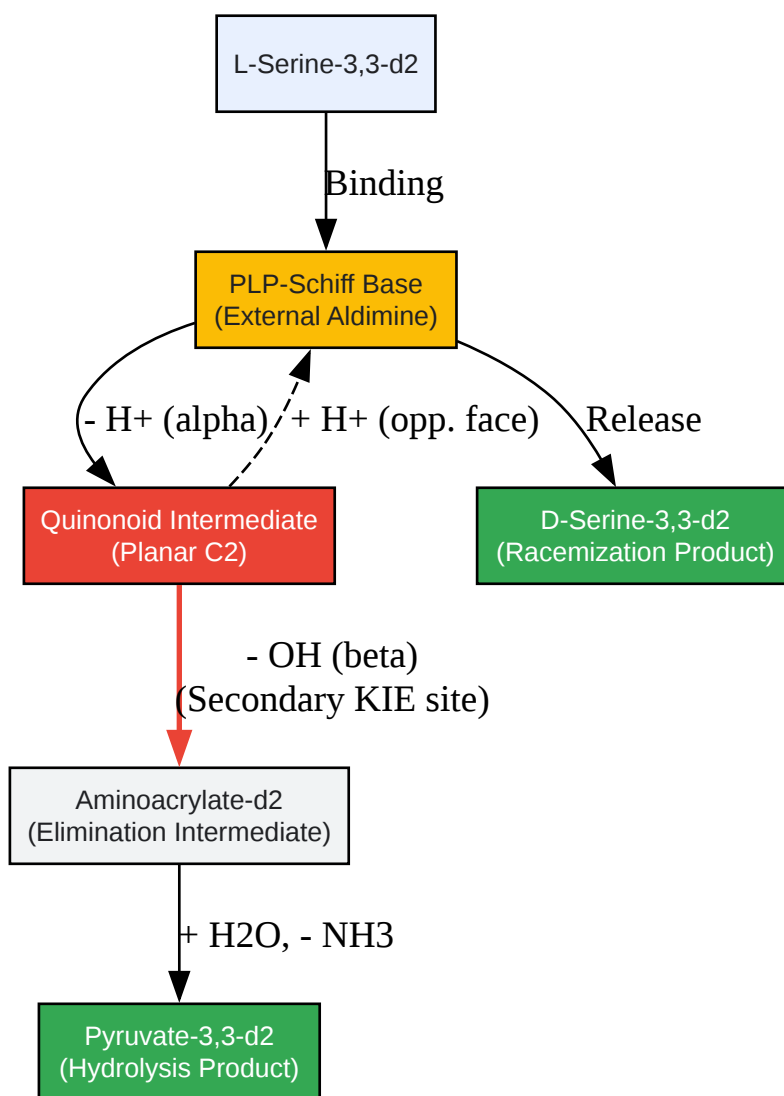 L-Serine-3,3-d2
Binding
PLP-Schiff Base
(External Aldimine)
- H+ (alpha)
+ H+ (opp. face)
Release
Quinonoid Intermediate
(Planar C2)
D-Serine-3,3-d2
(Racemization Product)
- OH (beta)
(Secondary KIE site)
Aminoacrylate-d2
(Elimination Intermediate)
+ H2O, - NH3
Pyruvate-3,3-d2
(Hydrolysis Product)